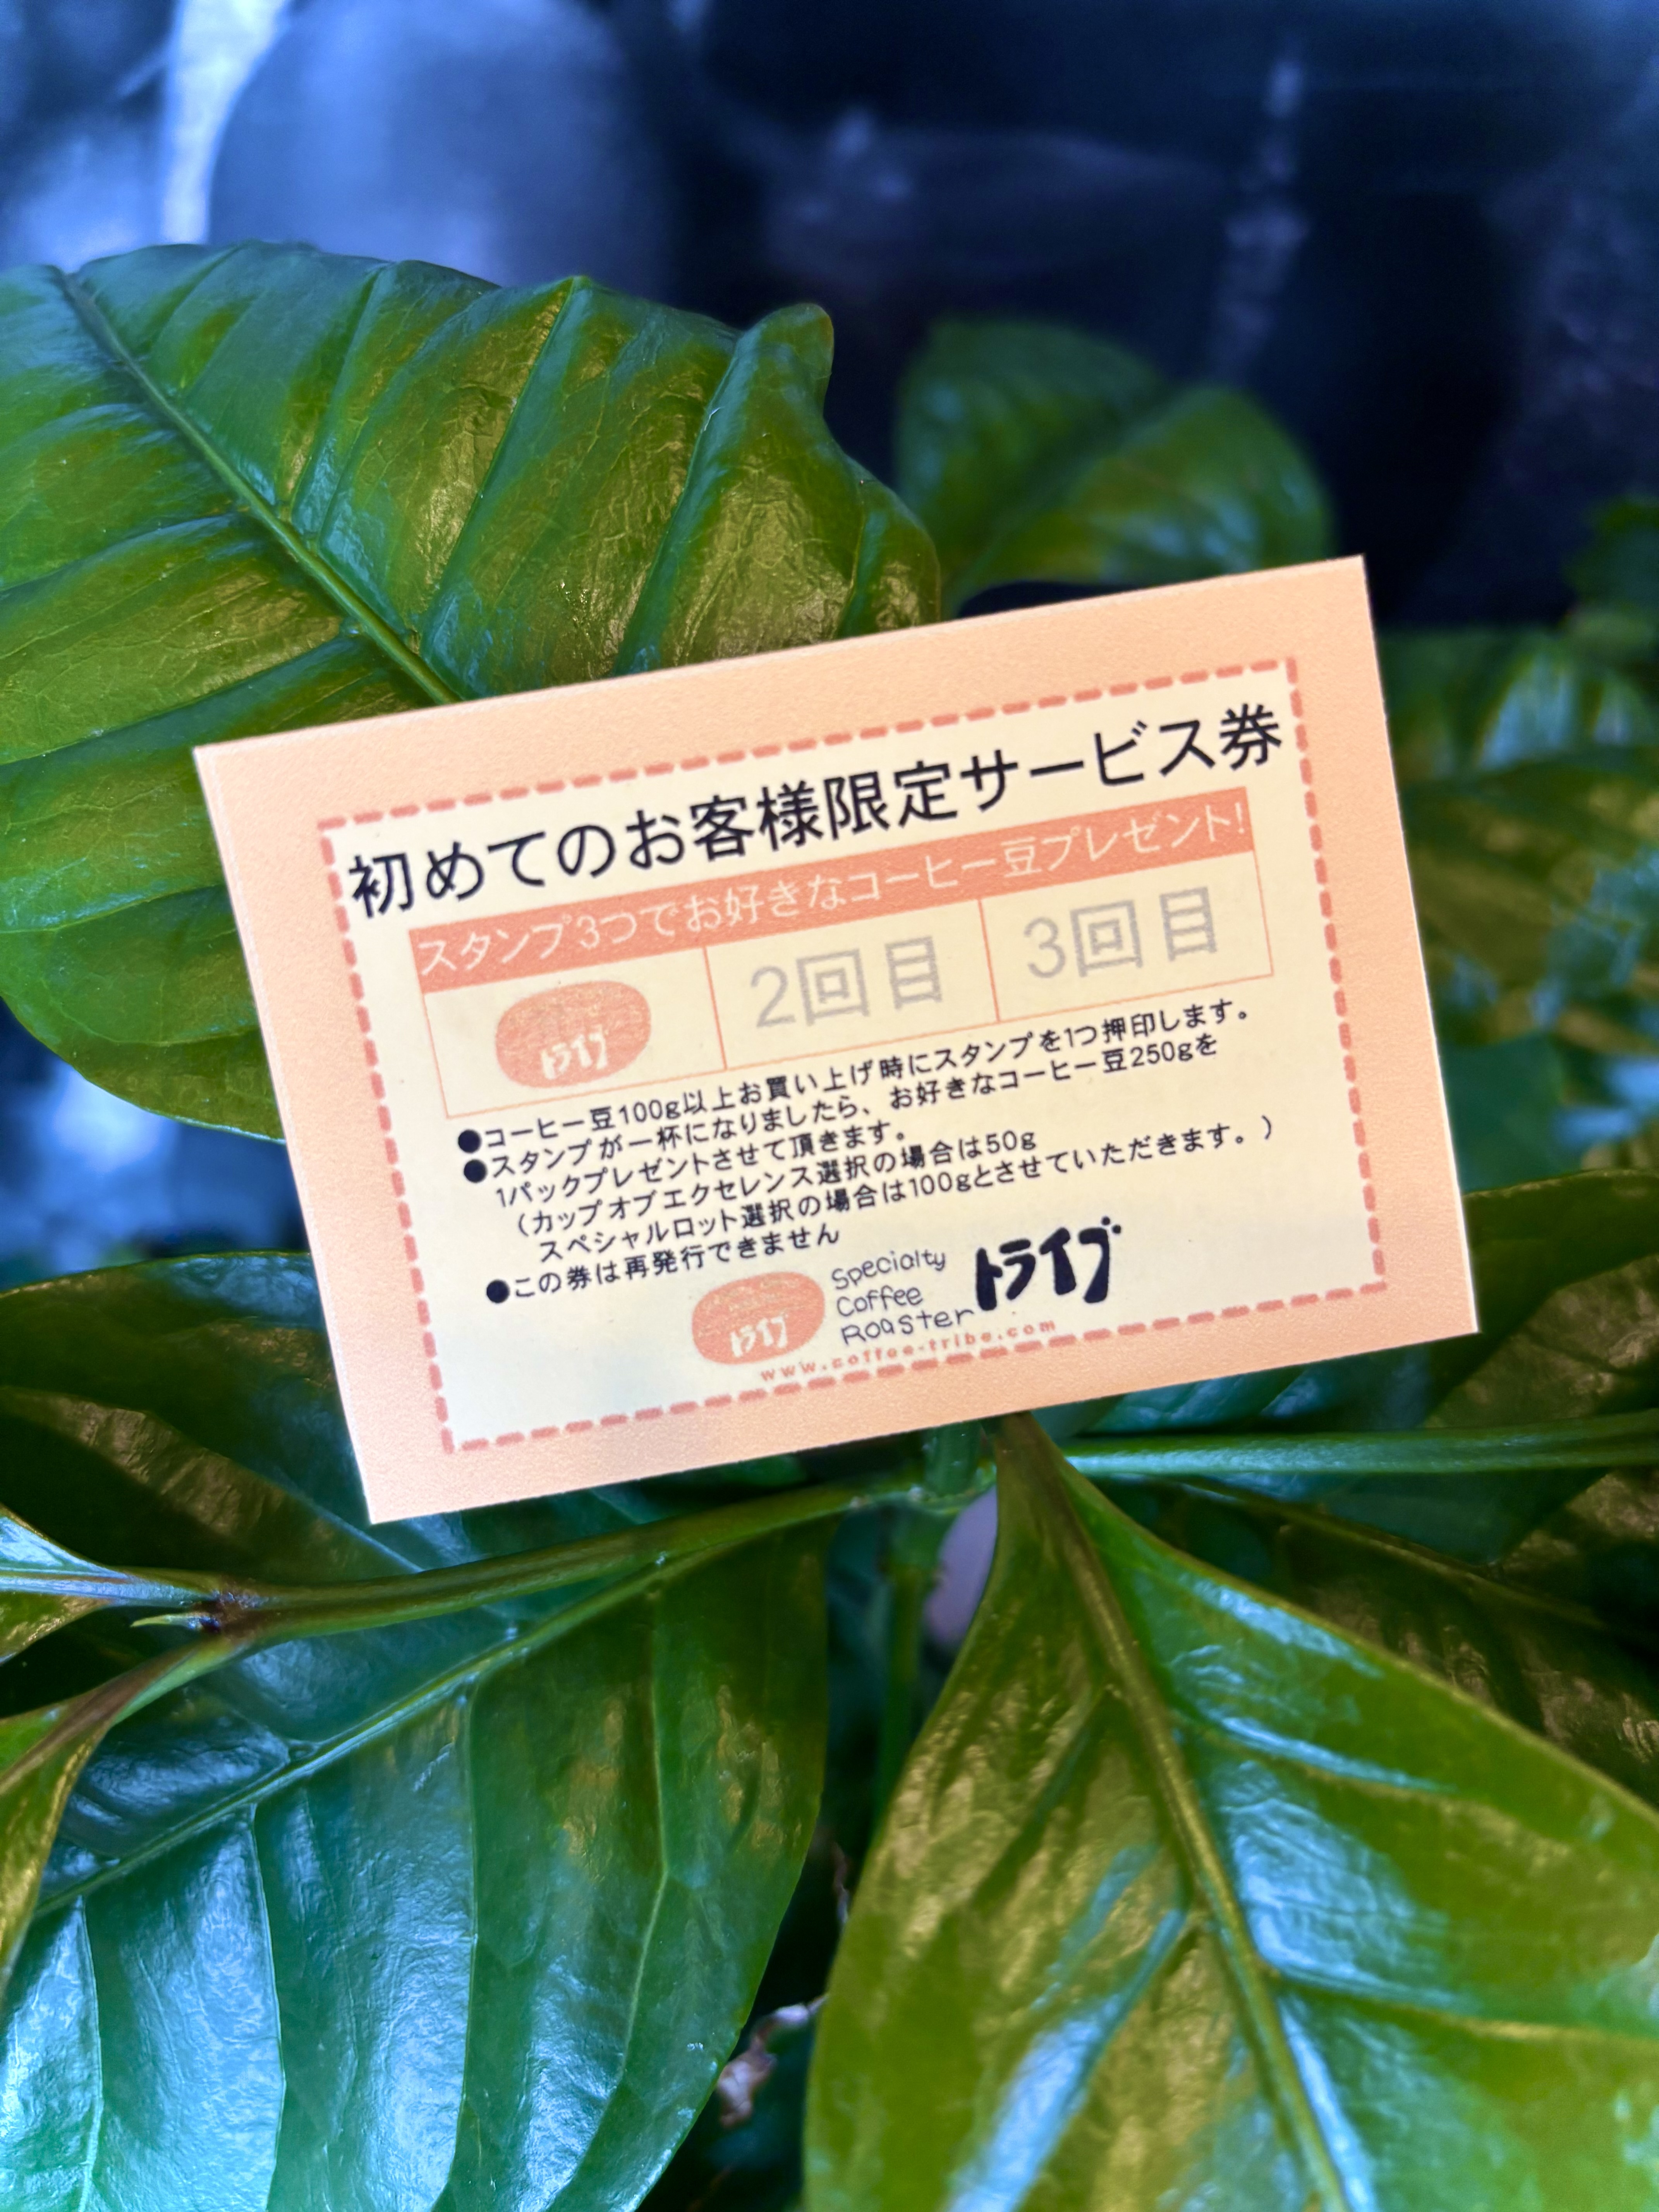 初めてのお客様限定サービス券
スタンプ3つでお好きなコーヒー豆プレゼント!
トライブ
2回目
3回目
●コーヒー豆100g以上お買い上げ時にスタンプを1つ押印します。
●スタンプが一杯になりましたら、お好きなコーヒー豆250gを
1パックプレゼントさせて頂きます。
(カップオブエクセレンス選択の場合は50g
スペシャルロット選択の場合は100gとさせていただきます。)
●この券は再発行できません
トライブ
Specialty
Coffee
Roaster
トライブ
www.coffee-tribe.com